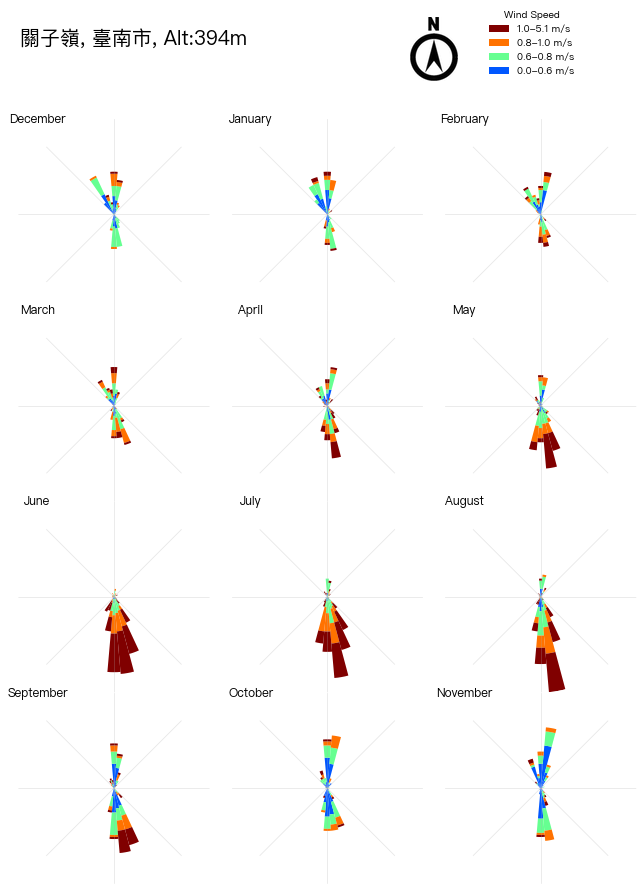 關子嶺, 臺南市, Alt:394m
N
Wind Speed
1.0–5.1 m/s
0.8–1.0 m/s
0.6–0.8 m/s
0.0–0.6 m/s
December
January
February
March
April
May
June
July
August
September
October
November